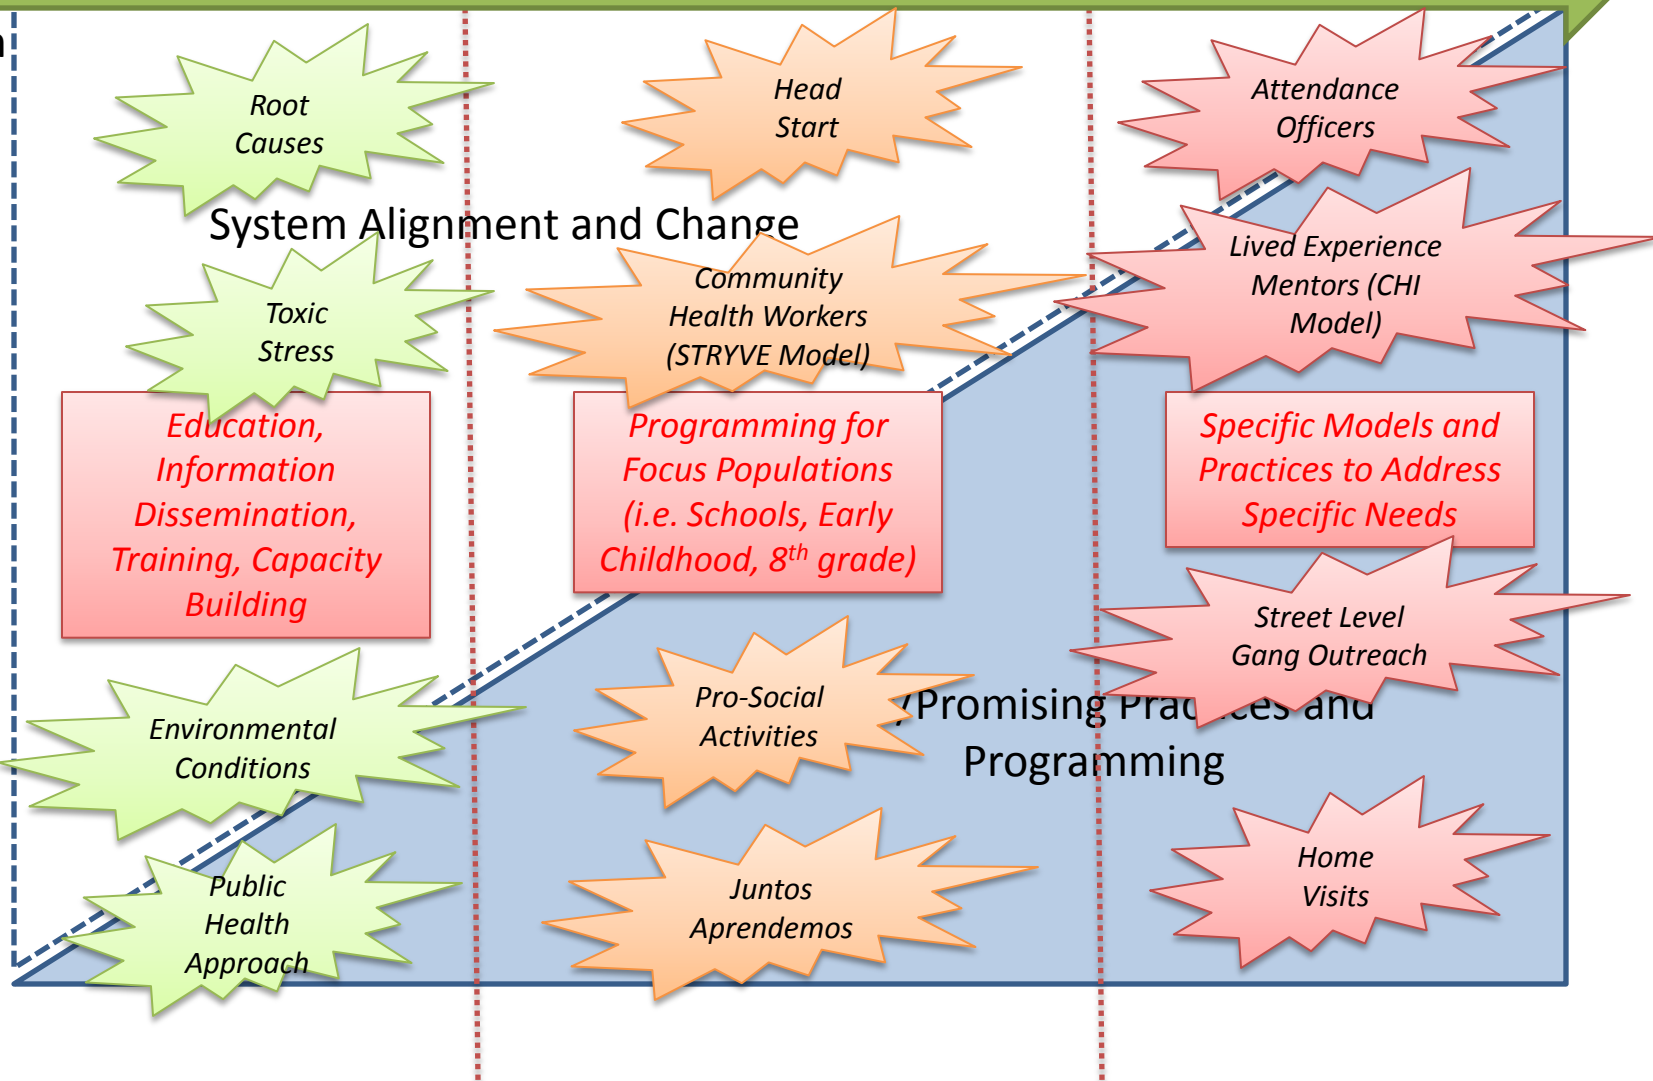 Root
Causes
Head
Start
Attendance
Officers
System Alignment and Change
Toxic
Stress
Community
Health Workers
(STRYVE Model)
Lived Experience
Mentors (CHI
Model)
Education,
Information
Dissemination,
Training, Capacity
Building
Programming for
Focus Populations
(i.e. Schools, Early
Childhood, 8th grade)
Specific Models and
Practices to Address
Specific Needs
Environmental
Conditions
Pro-Social
Activities
Street Level
Gang Outreach
/Promising Practices and
Programming
Public
Health
Approach
Juntos
Aprendemos
Home
Visits